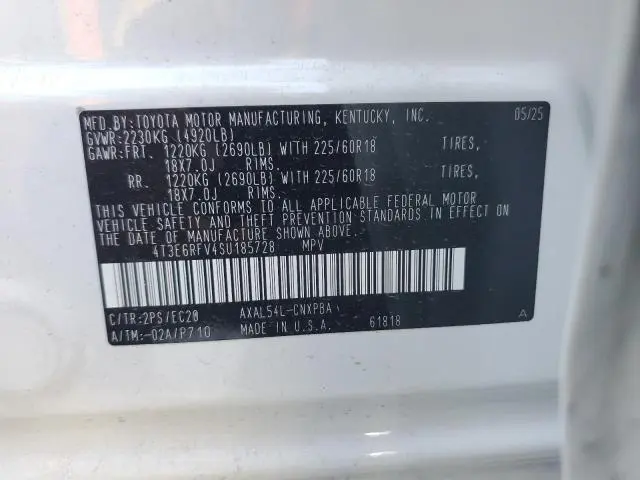 MFD.BY:TOYOTA MOTOR MANUFACTURING, KENTUCKY, INC. 05/25
GVWR:2230KG (4920LB)
GAWR:FRT. 1220KG (2690LB) WITH 225/60R18 TIRES,
18X7.0J RIMS.
RR. 1220KG (2690LB) WITH 225/60R18 TIRES,
18X7.0J RIMS.
THIS VEHICLE CONFORMS TO ALL APPLICABLE FEDERAL MOTOR
VEHICLE SAFETY AND THEFT PREVENTION STANDARDS IN EFFECT ON
THE DATE OF MANUFACTURE SHOWN ABOVE.
4T3E6RFV4SU185728 MPV
C/TR:2PS/EC20 AXAL54L-CNXPBA
A/TM:-02A/P710 MADE IN U.S.A. 61818 A